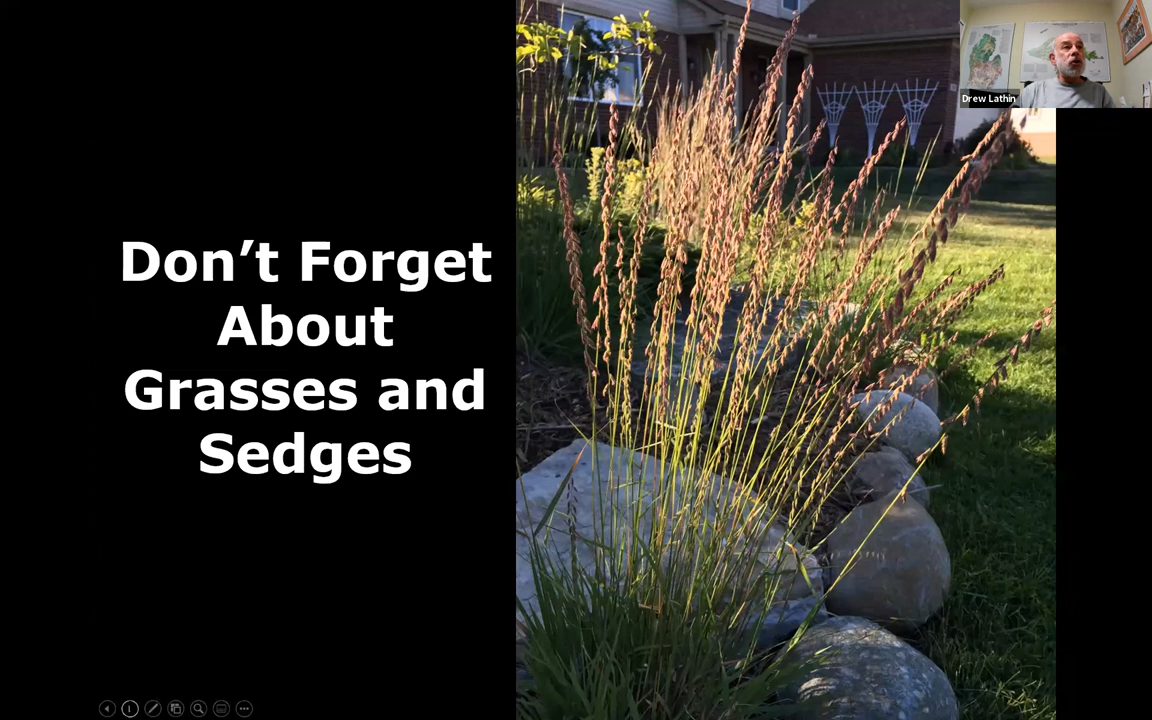 Don’t Forget
About
Grasses and
Sedges
Drew Lathin